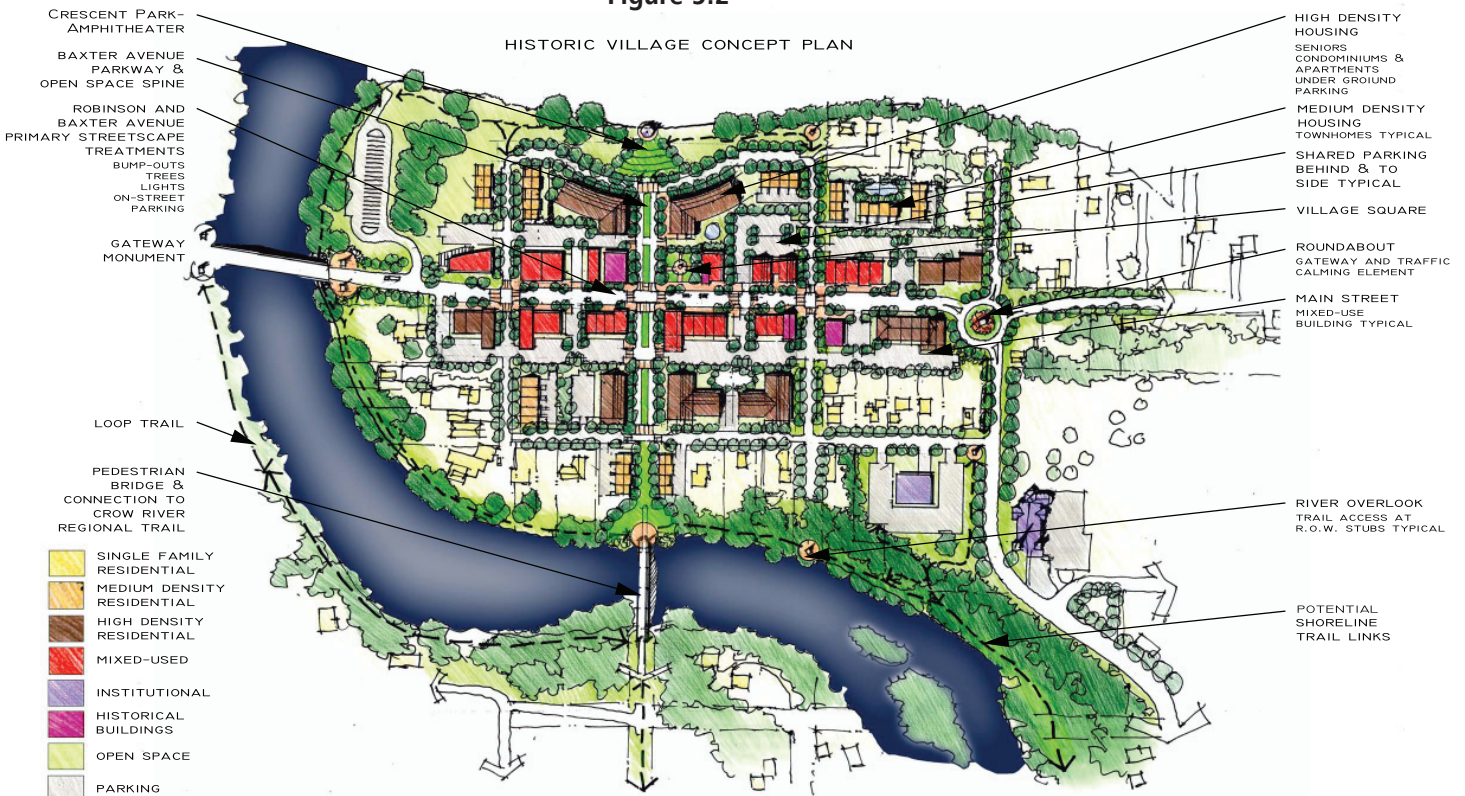 Figure 5.2
HISTORIC VILLAGE CONCEPT PLAN
CRESCENT PARK-
AMPHITHEATER
BAXTER AVENUE
PARKWAY &
OPEN SPACE SPINE
ROBINSON AND
BAXTER AVENUE
PRIMARY STREETSCAPE
TREATMENTS
BUMP-OUTS
TREES
LIGHTS
ON-STREET
PARKING
GATEWAY
MONUMENT
LOOP TRAIL
PEDESTRIAN
BRIDGE &
CONNECTION TO
CROW RIVER
REGIONAL TRAIL
SINGLE FAMILY
RESIDENTIAL
MEDIUM DENSITY
RESIDENTIAL
HIGH DENSITY
RESIDENTIAL
MIXED-USED
INSTITUTIONAL
HISTORICAL
BUILDINGS
OPEN SPACE
PARKING
HIGH DENSITY
HOUSING
SENIORS
CONDOMINIUMS &
APARTMENTS
UNDER GROUND
PARKING
MEDIUM DENSITY
HOUSING
TOWNHOMES TYPICAL
SHARED PARKING
BEHIND & TO
SIDE TYPICAL
VILLAGE SQUARE
ROUNDABOUT
GATEWAY AND TRAFFIC
CALMING ELEMENT
MAIN STREET
MIXED-USE
BUILDING TYPICAL
RIVER OVERLOOK
TRAIL ACCESS AT
R.O.W. STUBS TYPICAL
POTENTIAL
SHORELINE
TRAIL LINKS